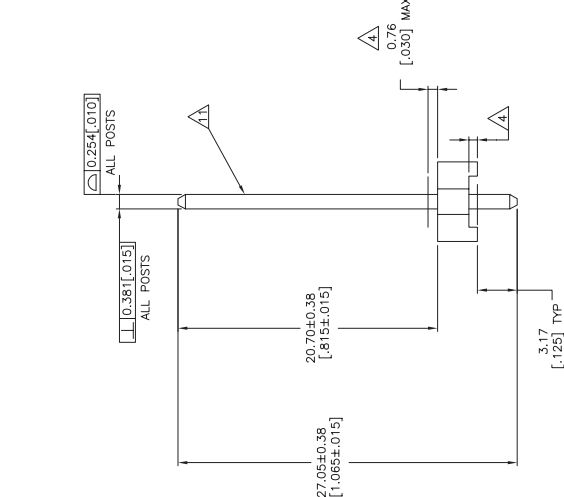 4
0.76
[.030] MAX
0.254[.010]
ALL POSTS
11
4
0.381[.015]
ALL POSTS
20.70±0.38
[.815±.015]
3.17
[.125] TYP
27.05±0.38
[1.065±.015]